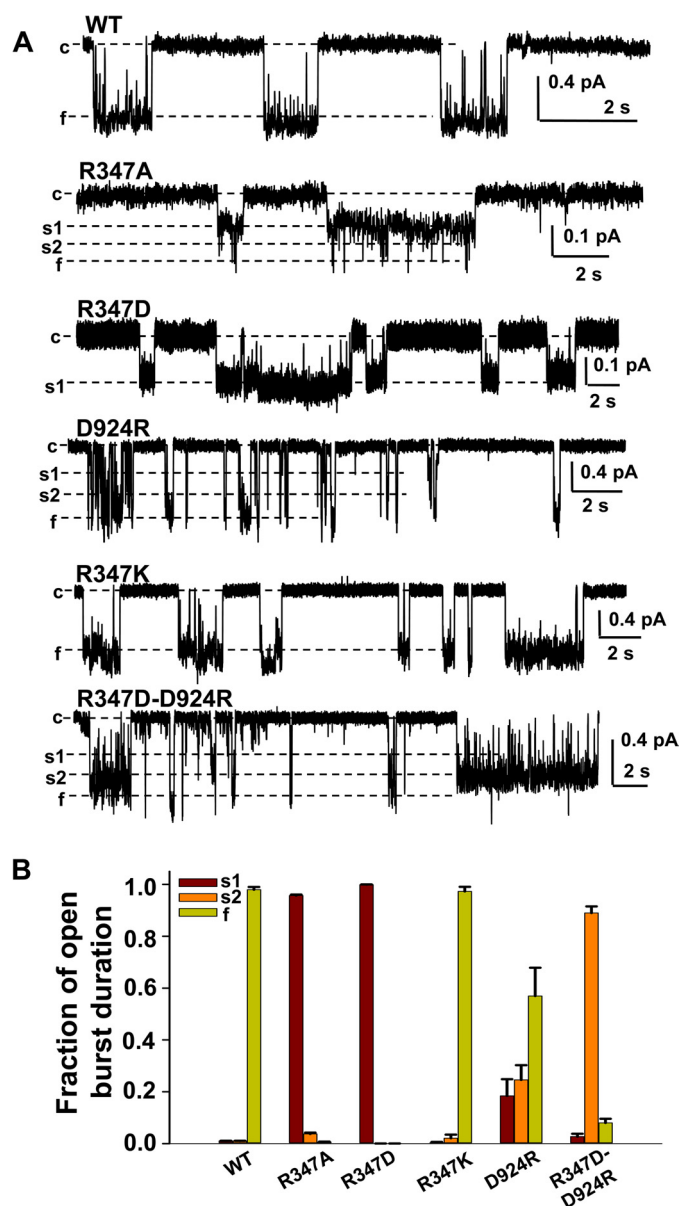 A
WT
c
f
0.4 pA
2 s
R347A
c
s1
s2
f
0.1 pA
2 s
R347D
c
s1
0.1 pA
2 s
D924R
c
s1
s2
f
0.4 pA
2 s
R347K
c
f
0.4 pA
2 s
R347D-D924R
c
s1
s2
f
0.4 pA
2 s
B
Fraction of open
burst duration
1.0
0.8
0.6
0.4
0.2
0.0
s1
s2
f
WT
R347A
R347D
R347K
D924R
R347D-
D924R